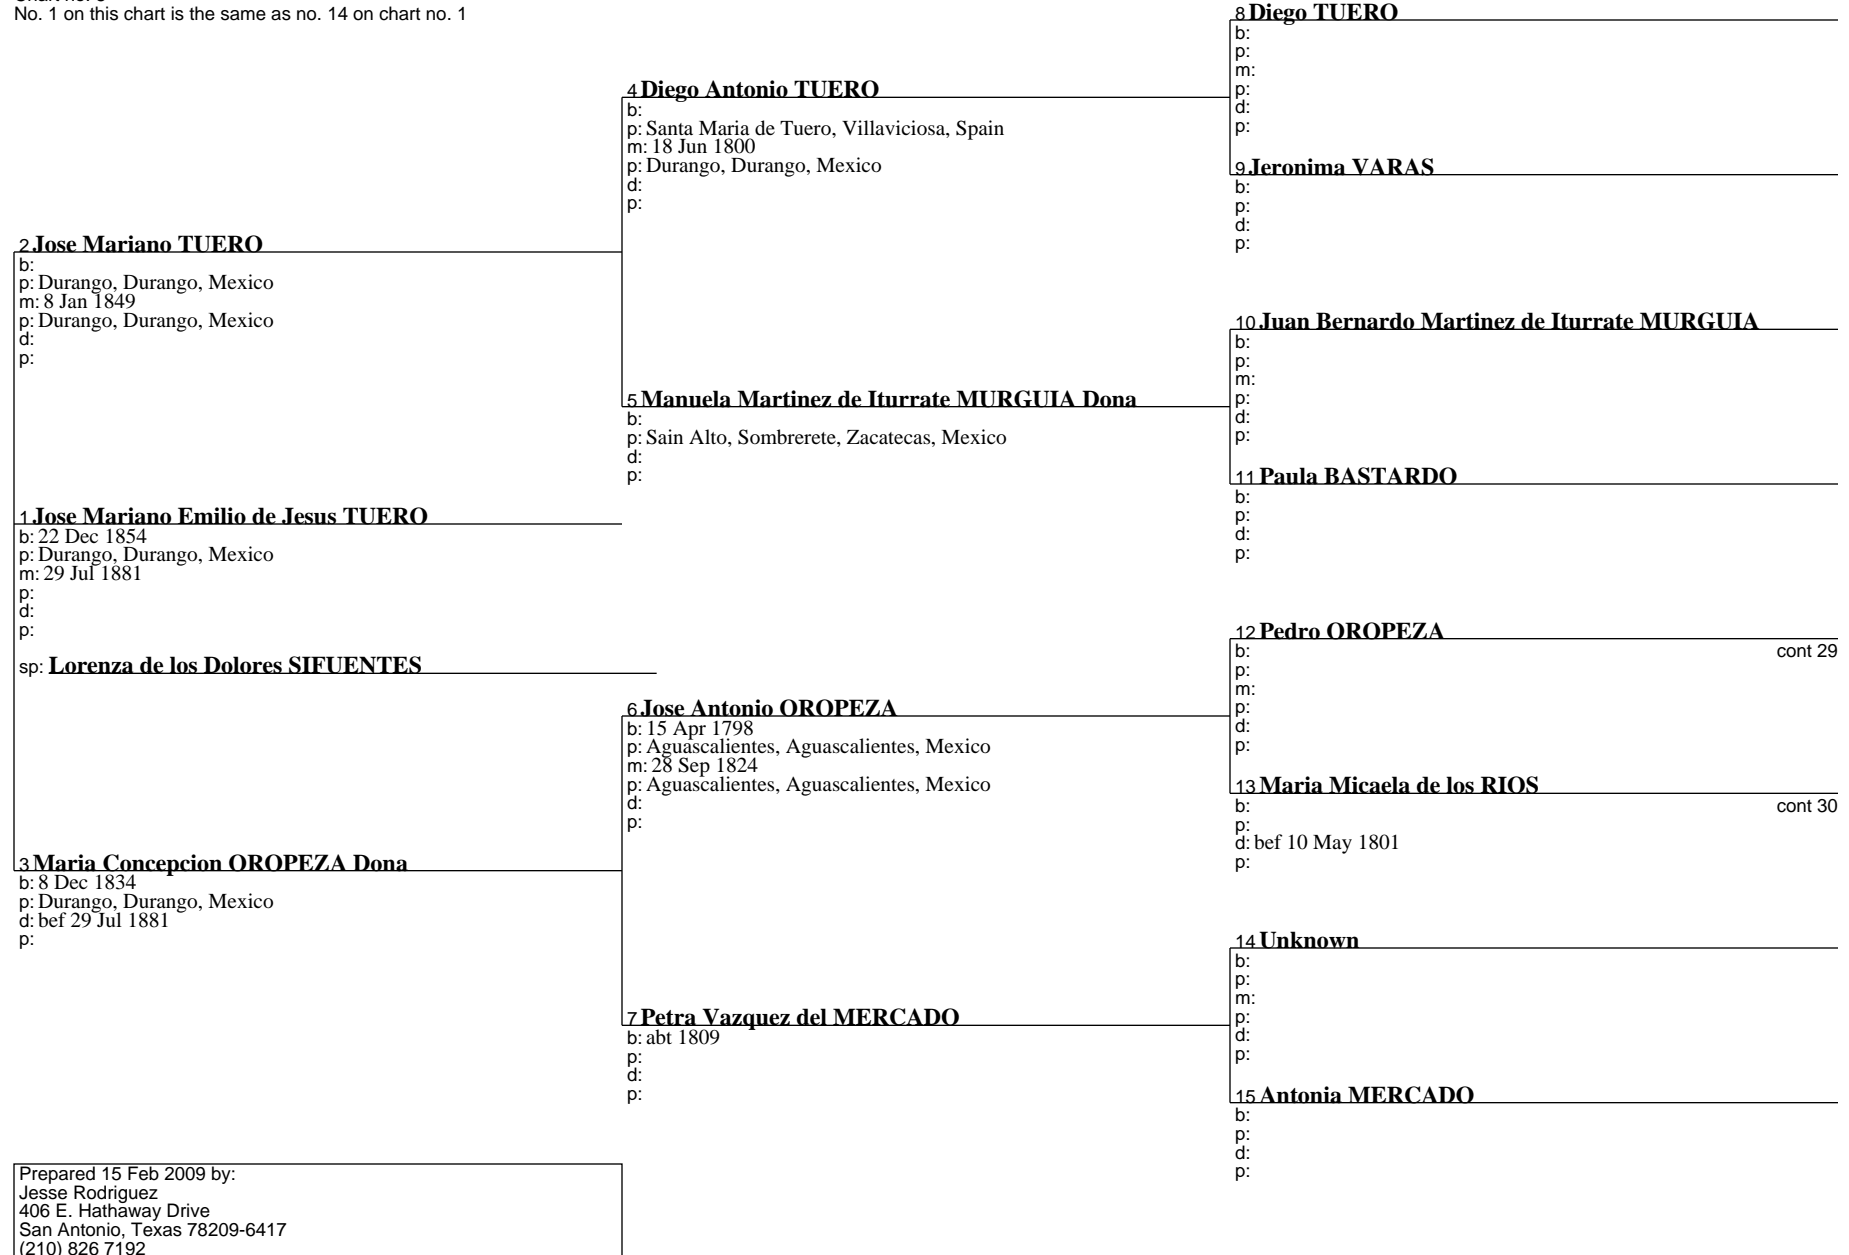 No. 1 on this chart is the same as no. 14 on chart no. 1
8 Diego TUERO
b:
p:
m:
p:
d:
p:
4 Diego Antonio TUERO
b:
p: Santa Maria de Tuero, Villaviciosa, Spain
m: 18 Jun 1800
p: Durango, Durango, Mexico
d:
p:
9 Jeronima VARAS
b:
p:
d:
p:
2 Jose Mariano TUERO
b:
p: Durango, Durango, Mexico
m: 8 Jan 1849
p: Durango, Durango, Mexico
d:
p:
10 Juan Bernardo Martinez de Iturrate MURGUIA
b:
p:
m:
p:
d:
p:
5 Manuela Martinez de Iturrate MURGUIA Dona
b:
p: Sain Alto, Sombrerete, Zacatecas, Mexico
d:
p:
11 Paula BASTARDO
b:
p:
d:
p:
1 Jose Mariano Emilio de Jesus TUERO
b: 22 Dec 1854
p: Durango, Durango, Mexico
m: 29 Jul 1881
p:
d:
p:
sp: Lorenza de los Dolores SIFUENTES
12 Pedro OROPEZA
b: cont 29
p:
m:
p:
d:
p:
6 Jose Antonio OROPEZA
b: 15 Apr 1798
p: Aguascalientes, Aguascalientes, Mexico
m: 28 Sep 1824
p: Aguascalientes, Aguascalientes, Mexico
d:
p:
13 Maria Micaela de los RIOS
b: cont 30
p:
d: bef 10 May 1801
p:
3 Maria Concepcion OROPEZA Dona
b: 8 Dec 1834
p: Durango, Durango, Mexico
d: bef 29 Jul 1881
p:
14 Unknown
b:
p:
m:
p:
d:
p:
7 Petra Vazquez del MERCADO
b: abt 1809
p:
d:
p:
15 Antonia MERCADO
b:
p:
d:
p:
Prepared 15 Feb 2009 by:
Jesse Rodriguez
406 E. Hathaway Drive
San Antonio, Texas 78209-6417
(210) 826 7192